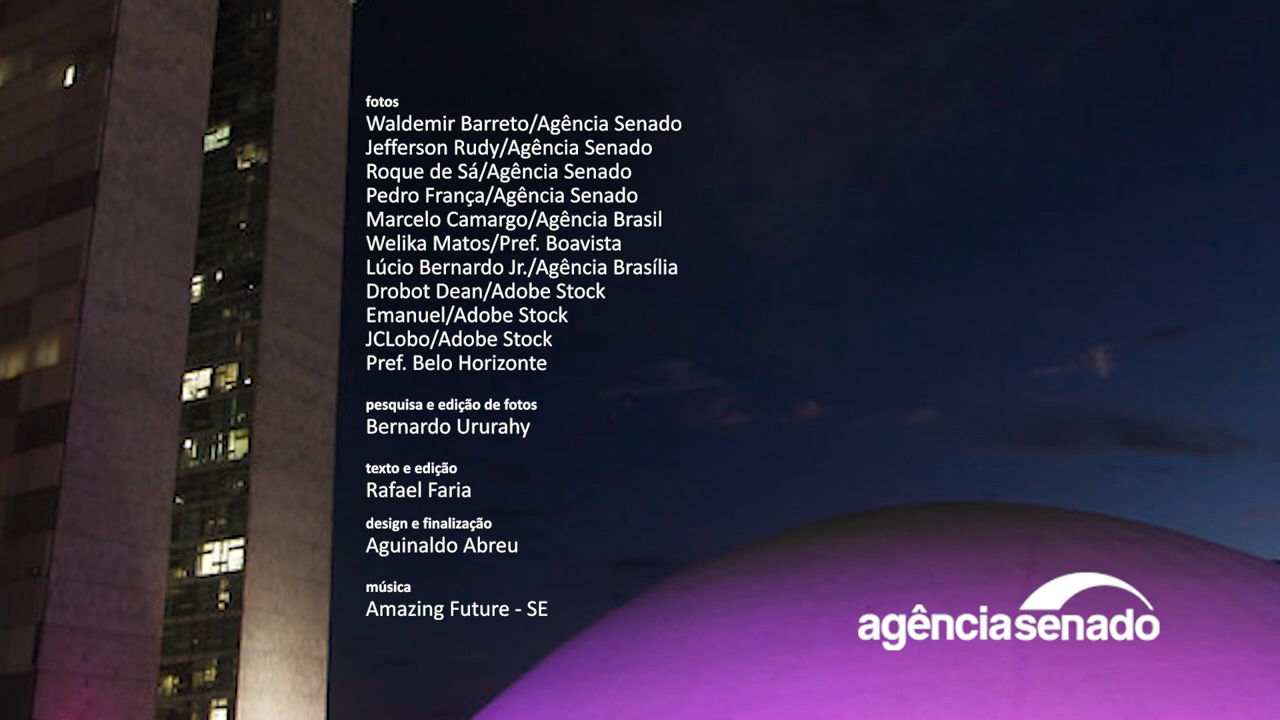 fotos
Waldemir Barreto/Agência Senado
Jefferson Rudy/Agência Senado
Roque de Sá/Agência Senado
Pedro França/Agência Senado
Marcelo Camargo/Agência Brasil
Welika Matos/Pref. Boavista
Lúcio Bernardo Jr./Agência Brasília
Drobot Dean/Adobe Stock
Emanuel/Adobe Stock
JCLobo/Adobe Stock
Pref. Belo Horizonte
pesquisa e edição de fotos
Bernardo Ururahy
texto e edição
Rafael Faria
design e finalização
Aguinaldo Abreu
música
Amazing Future - SE
agênciasenado